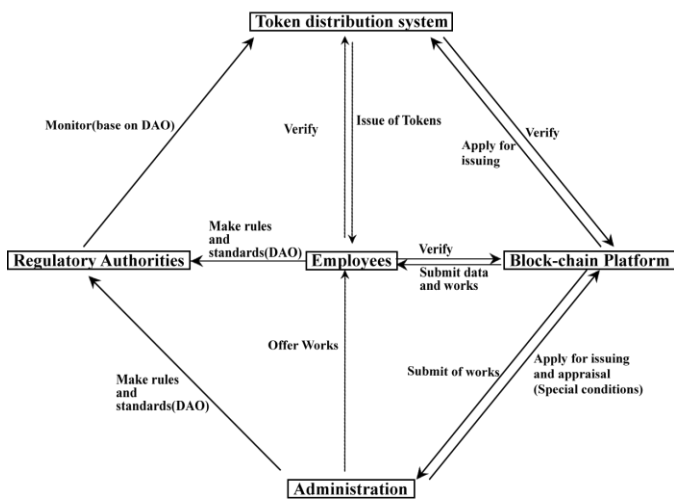 Token distribution system
Monitor(base on DAO)
Verify
Issue of Tokens
Verify
Apply for
issuing
Make rules
and
standards(DAO)
Verify
Regulatory Authorities
Employees
Block-chain Platform
Submit data
and works
Offer Works
Submit of works
Apply for issuing
and appraisal
(Special conditions)
Make rules
and
standards(DAO)
Administration